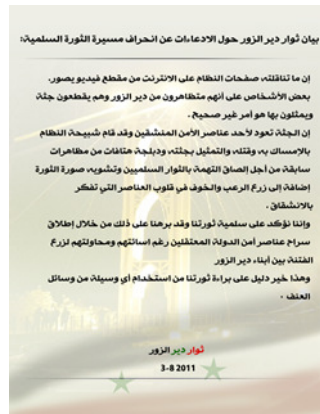 بيان ثوار دير الزور حول الادعاءات عن انحراف مسيرة الثورة السلمية:
إن ما تناقلته صفحات النظام على الانترنت من مقطع فيديو يصور.
بعض الأشخاص على أنهم متظاهرون من دير الزور وهم يقطعون جثة
ويمثلون بها هو أمر غير صحيح .
إن الجثة تعود لأحد عناصر الأمن المنشقين وقد قام شبيحة النظام
بالإمساك به وقتله والتمثيل بجثته ودبلجة هتافات من مظاهرات
سابقة من أجل إلصاق التهمة بالثوار السلميين وتشويه صورة الثورة
إضافة إلى زرع الرعب والخوف في قلوب العناصر التي تفكر
بالانشقاق .
وإننا نؤكد على سلمية ثورتنا وقد برهنا على ذلك من خلال إطلاق
سراح عناصر أمن الدولة المعتقلين رغم إسائتهم ومحاولتهم لزرع
الفتنة بين أبناء دير الزور
وهذا خير دليل على براءة ثورتنا من استخدام أي وسيلة من وسائل
العنف .
ثوار دير الزور
3-8 2011